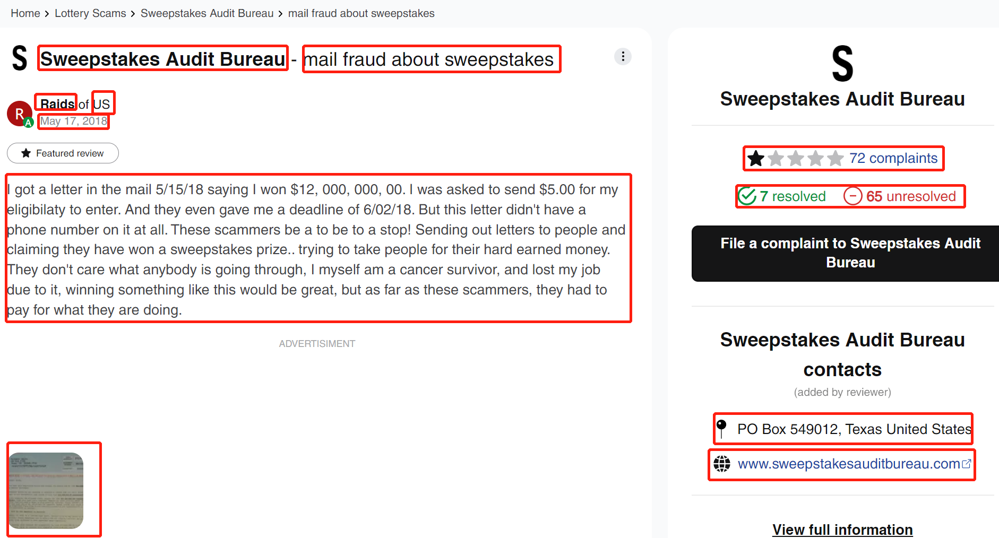 Home > Lottery Scams > Sweepstakes Audit Bureau > mail fraud about sweepstakes
S Sweepstakes Audit Bureau - mail fraud about sweepstakes
R A Raids of US
May 17, 2018
★ Featured review
I got a letter in the mail 5/15/18 saying I won $12, 000, 000, 00. I was asked to send $5.00 for my
eligibilaty to enter. And they even gave me a deadline of 6/02/18. But this letter didn't have a
phone number on it at all. These scammers be a to be to a stop! Sending out letters to people and
claiming they have won a sweepstakes prize.. trying to take people for their hard earned money.
They don't care what anybody is going through, I myself am a cancer survivor, and lost my job
due to it, winning something like this would be great, but as far as these scammers, they had to
pay for what they are doing.
ADVERTISIMENT
S
Sweepstakes Audit Bureau
72 complaints
7 resolved 65 unresolved
File a complaint to Sweepstakes Audit
Bureau
Sweepstakes Audit Bureau
contacts
(added by reviewer)
PO Box 549012, Texas United States
www.sweepstakesauditbureau.com
View full information